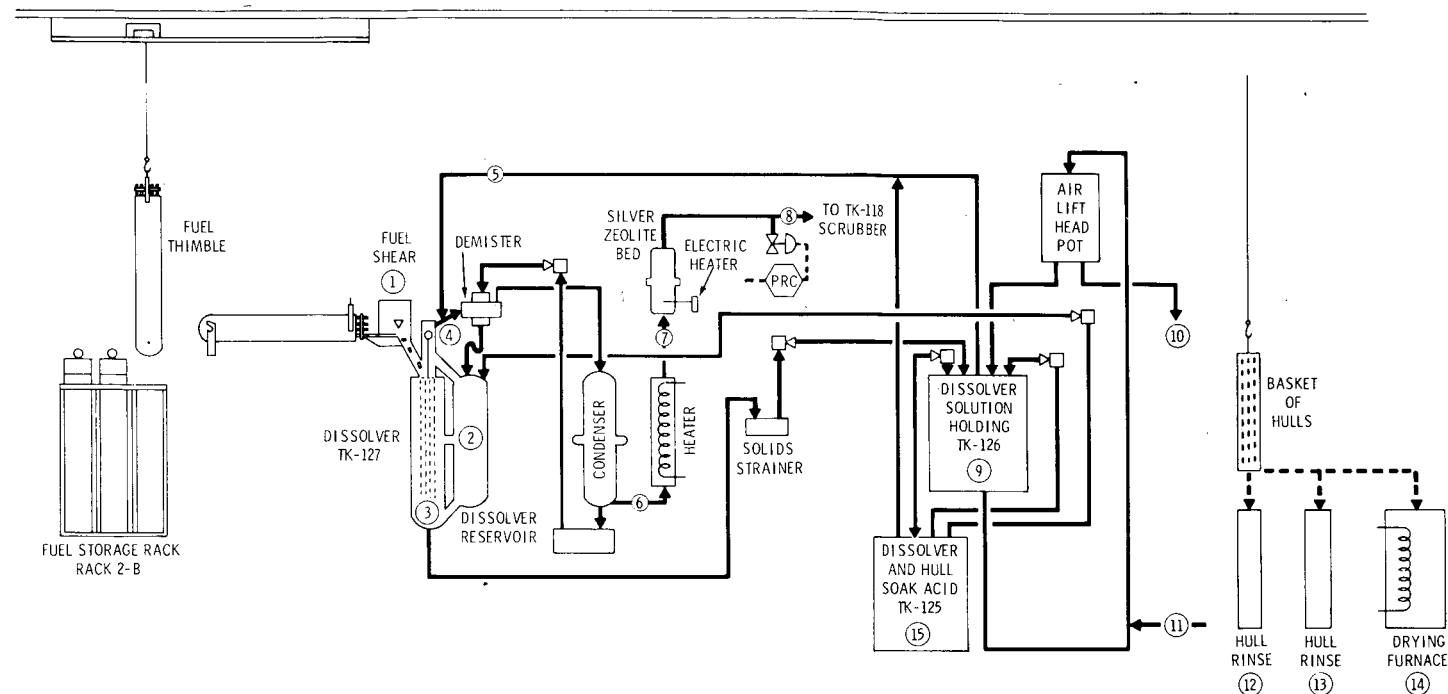 FUEL
THIMBLE
FUEL
SHEAR
1
DEMISTER
4
5
SILVER
ZEOLITE
BED
ELECTRIC
HEATER
8
TO TK-118
SCRUBBER
PRC
7
AIR
LIFT
HEAD
POT
10
FUEL STORAGE RACK
RACK 2-B
DISSOLVER
TK-127
2
3
DISSOLVER
RESERVOIR
CONDENSER
6
HEATER
SOLIDS
STRAINER
DISSOLVER
SOLUTION
HOLDING
TK-126
9
DISSOLVER
AND HULL
SOAK ACID
TK-125
15
11
BASKET
OF
HULLS
HULL
RINSE
12
HULL
RINSE
13
DRYING
FURNACE
14